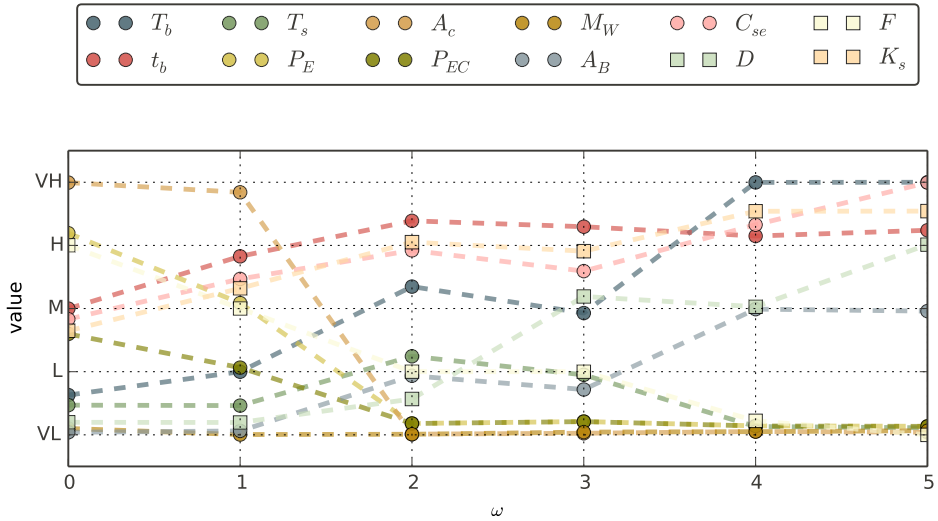 T_b T_s A_c M_W C_se F
t_b P_E P_EC A_B D K_s
VH
H
M
L
VL
value
0 1 2 3 4 5
ω